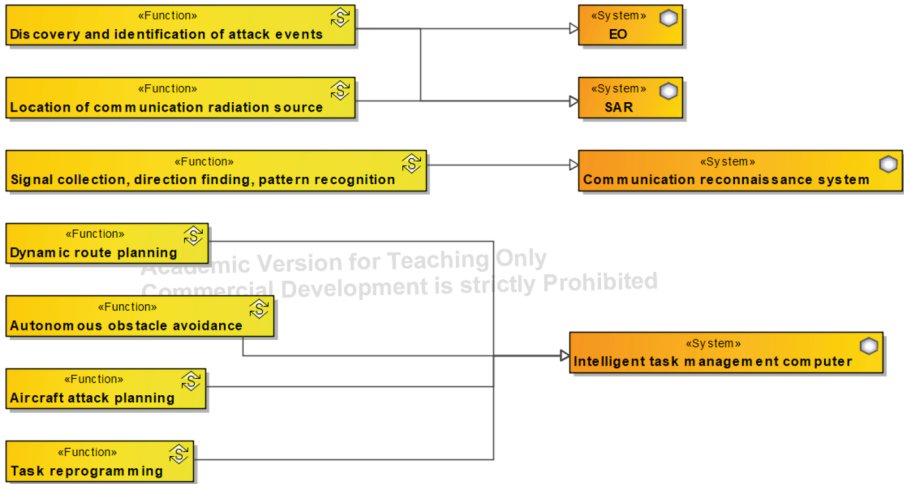 «Function»
Discovery and identification of attack events
«System»
EO
«Function»
Location of communication radiation source
«System»
SAR
«Function»
Signal collection, direction finding, pattern recognition
«System»
Communication reconnaissance system
«Function»
Dynamic route planning
Academic Version for Teaching Only
Commercial Development is strictly Prohibited
«Function»
Autonomous obstacle avoidance
«System»
Intelligent task management computer
«Function»
Aircraft attack planning
«Function»
Task reprogramming